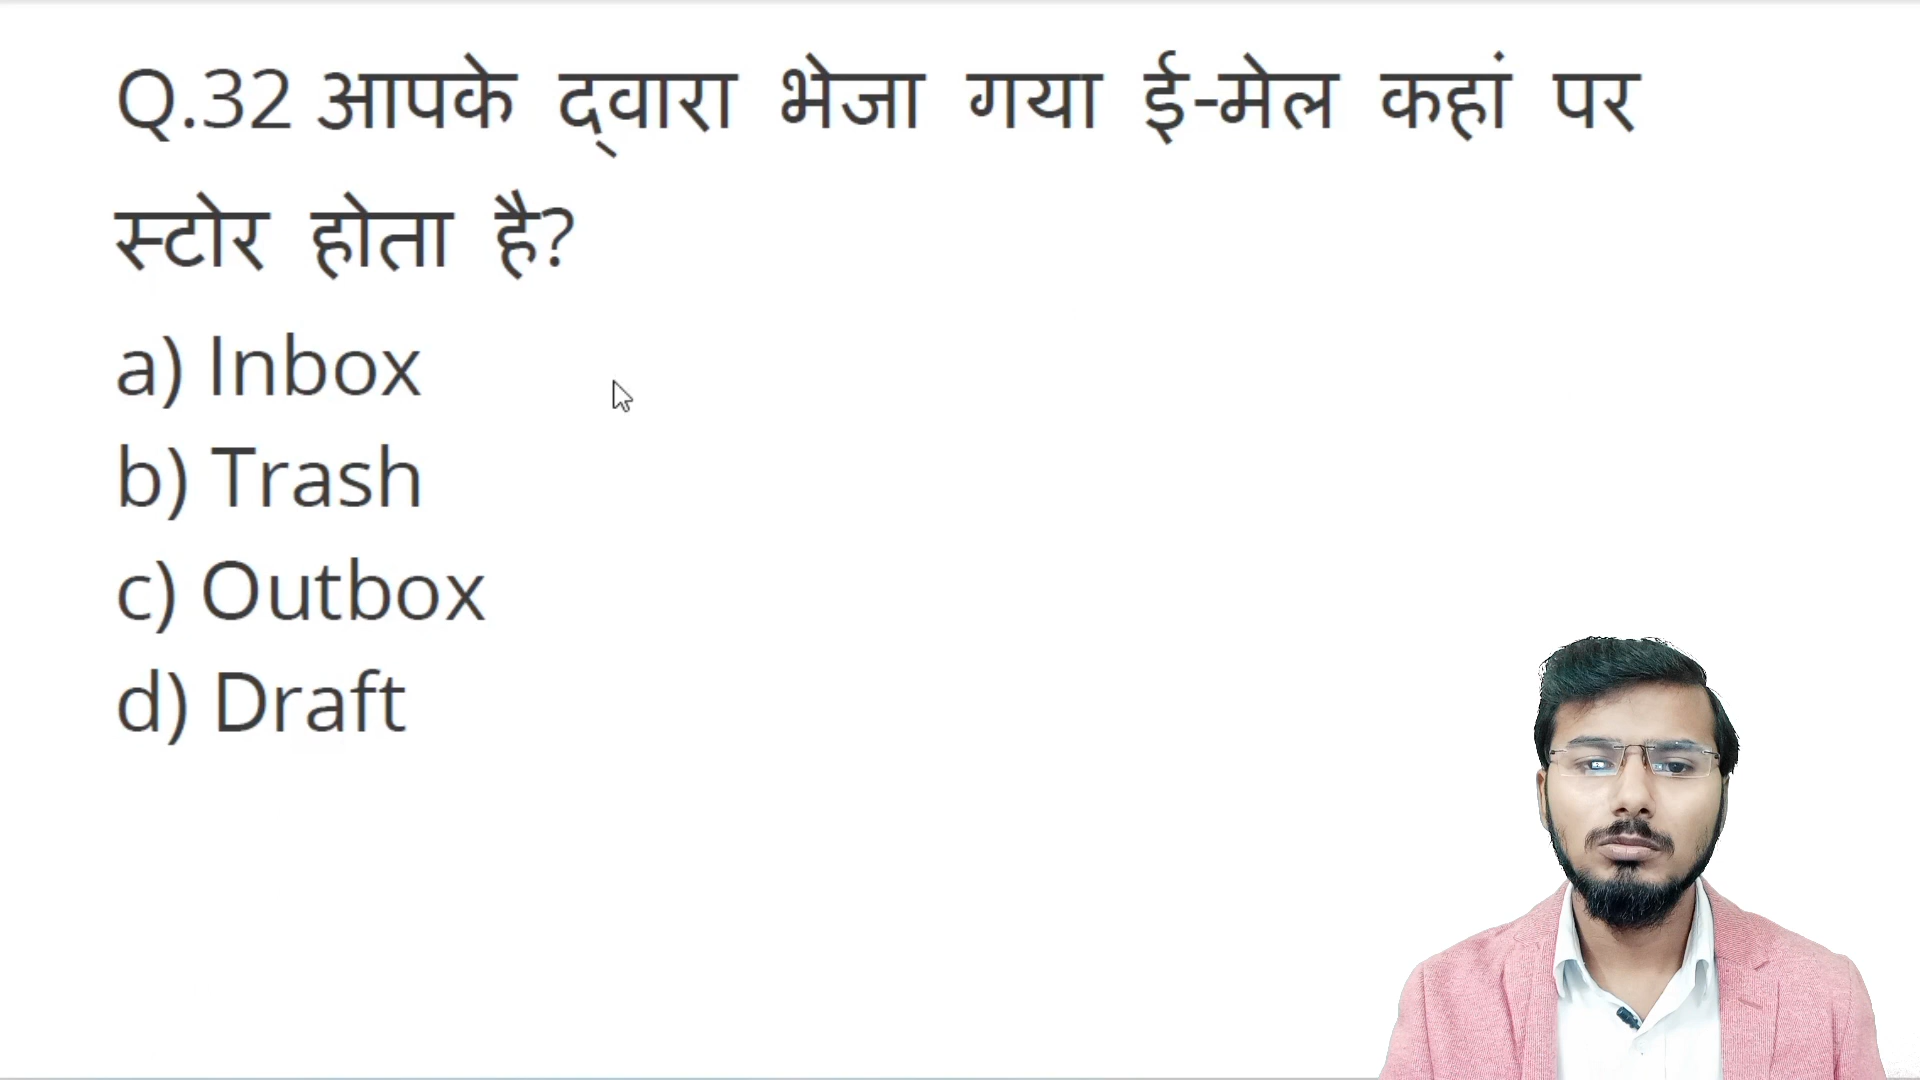 Q.32 आपके द्वारा भेजा गया ई-मेल कहां पर
स्टोर होता है?
a) Inbox
b) Trash
c) Outbox
d) Draft